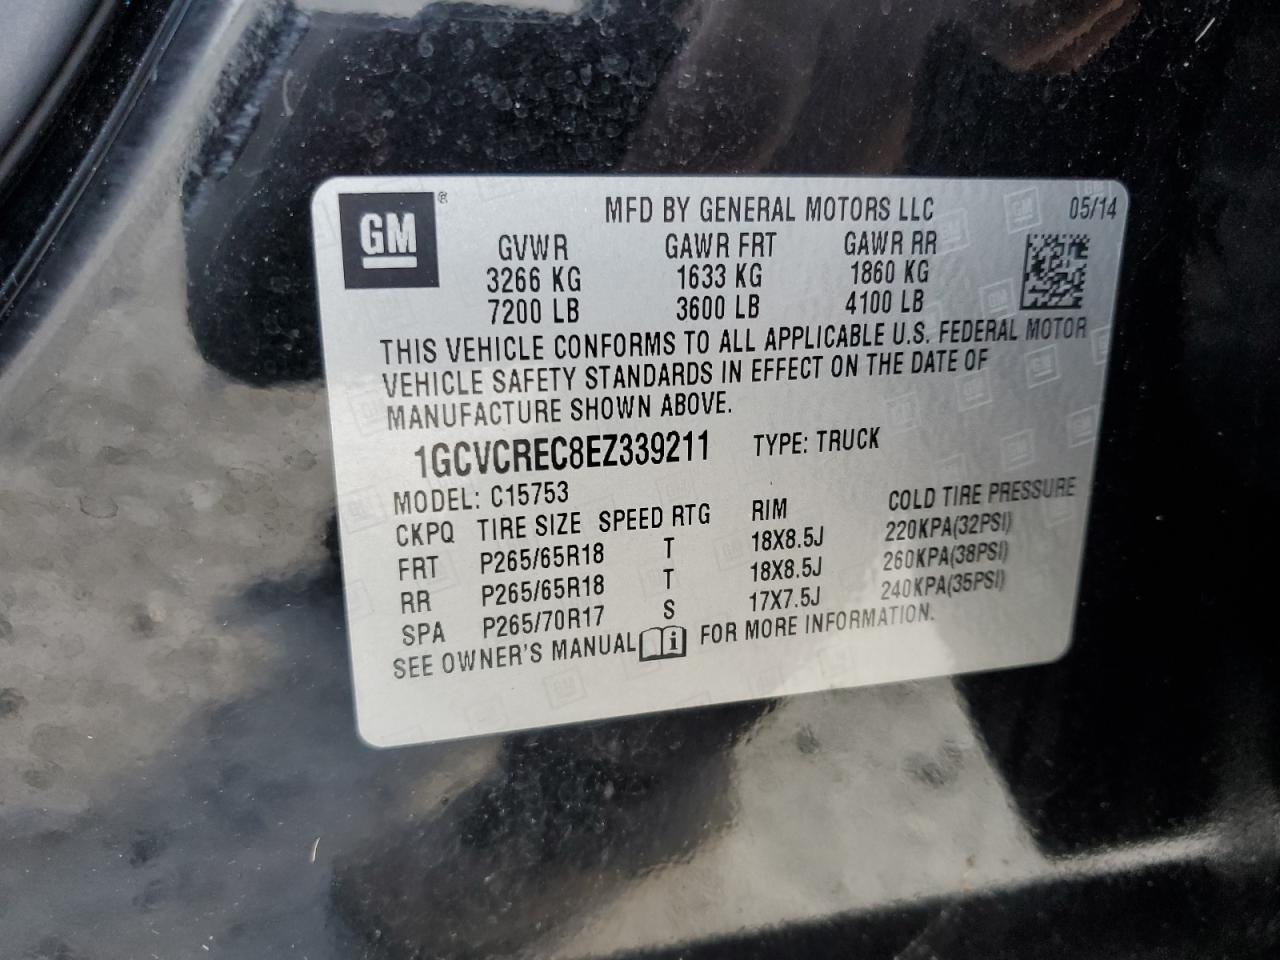 GM®
MFD BY GENERAL MOTORS LLC 05/14
GVWR GAWR FRT GAWR RR
3266 KG 1633 KG 1860 KG
7200 LB 3600 LB 4100 LB
THIS VEHICLE CONFORMS TO ALL APPLICABLE U.S. FEDERAL MOTOR
VEHICLE SAFETY STANDARDS IN EFFECT ON THE DATE OF
MANUFACTURE SHOWN ABOVE.
1GCVCREC8EZ339211 TYPE: TRUCK
MODEL: C15753
CKPQ TIRE SIZE SPEED RTG RIM COLD TIRE PRESSURE
FRT P265/65R18 T 18X8.5J 220KPA(32PSI)
RR P265/65R18 T 18X8.5J 260KPA(38PSI)
SPA P265/70R17 S 17X7.5J 240KPA(35PSI)
SEE OWNER'S MANUAL i FOR MORE INFORMATION.